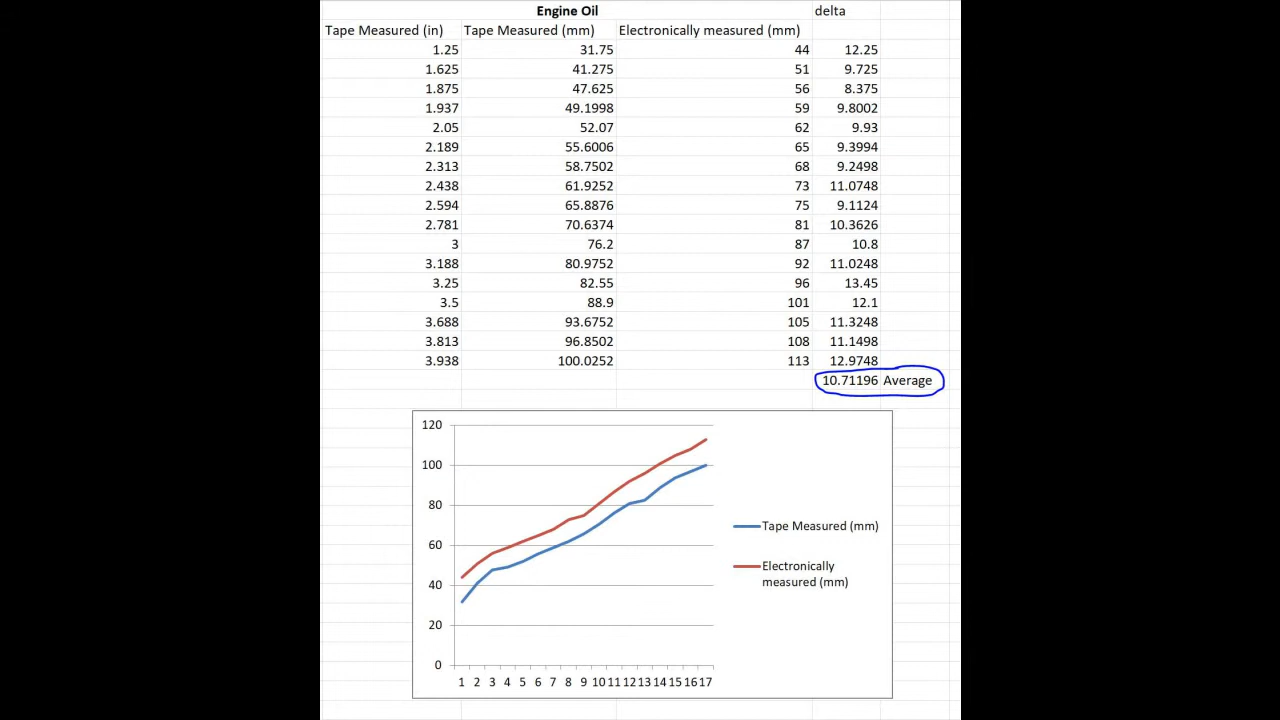 Engine Oil delta
Tape Measured (in) Tape Measured (mm) Electronically measured (mm)
1.25 31.75 44 12.25
1.625 41.275 51 9.725
1.875 47.625 56 8.375
1.937 49.1998 59 9.8002
2.05 52.07 62 9.93
2.189 55.6006 65 9.3994
2.313 58.7502 68 9.2498
2.438 61.9252 73 11.0748
2.594 65.8876 75 9.1124
2.781 70.6374 81 10.3626
3 76.2 87 10.8
3.188 80.9752 92 11.0248
3.25 82.55 96 13.45
3.5 88.9 101 12.1
3.688 93.6752 105 11.3248
3.813 96.8502 108 11.1498
3.938 100.0252 113 12.9748
10.71196 Average
120
100
80
60
40
20
0
1 2 3 4 5 6 7 8 9 10 11 12 13 14 15 16 17
Tape Measured (mm)
Electronically
measured (mm)